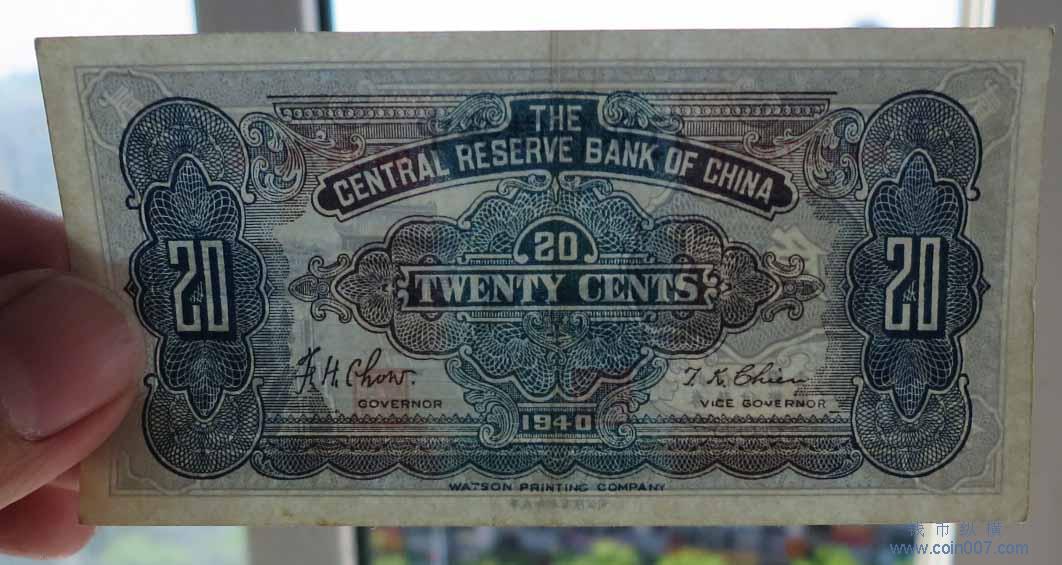 THE
CENTRAL RESERVE BANK OF CHINA
20
20
20
TWENTY CENTS
F. H. Chow.
GOVERNOR
T. K. Chien
VICE GOVERNOR
1940
WATSON PRINTING COMPANY
钱币纵横
www.coin007.com